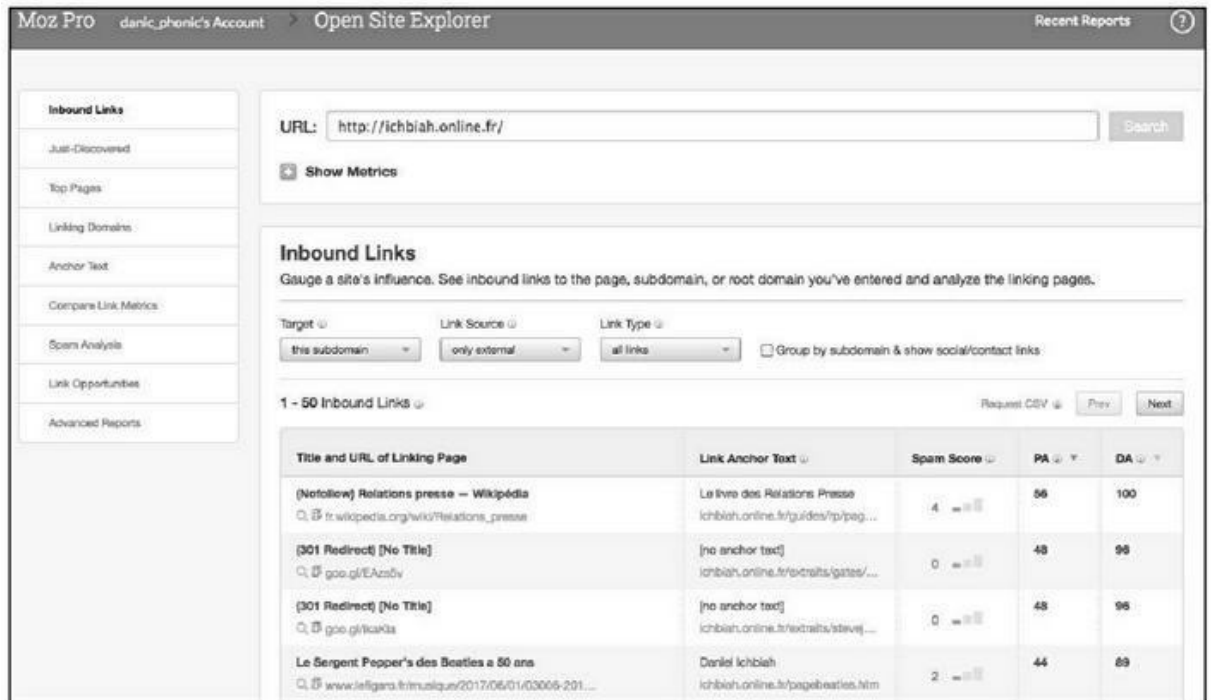 Moz Pro danic_phonic's Account > Open Site Explorer Recent Reports ?
Inbound Links
Just-Discovered
Top Pages
Linking Domains
Anchor Text
Compare Link Metrics
Spam Analysis
Link Opportunities
Advanced Reports
URL: http://ichbiah.online.fr/ Search
+ Show Metrics
Inbound Links
Gauge a site's influence. See inbound links to the page, subdomain, or root domain you've entered and analyze the linking pages.
Target Link Source Link Type
this subdomain only external all links Group by subdomain & show social/contact links
1 - 50 Inbound Links Request CSV Prev Next
Title and URL of Linking Page Link Anchor Text Spam Score PA DA
(Nofollow) Relations presse — Wikipédia Le livre des Relations Presse 4 56 100
fr.wikipedia.org/wiki/Relations_presse ichbiah.online.fr/guides/rp/pag...
(301 Redirect) [No Title] [no anchor text] 0 48 96
ichbiah.online.fr/extraits/gates/...
(301 Redirect) [No Title] [no anchor text] 0 48 96
ichbiah.online.fr/extraits/stevej...
Le Sergent Pepper's des Beatles a 50 ans Daniel Ichbiah 2 44 89
www.lefigaro.fr/musique/2017/06/01/03006-201... ichbiah.online.fr/pagebeatles.htm